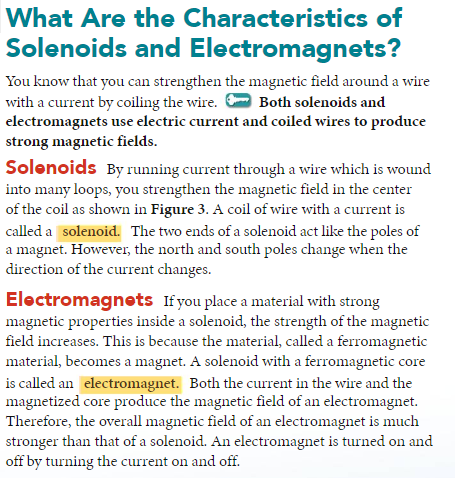 What Are the Characteristics of
Solenoids and Electromagnets?
You know that you can strengthen the magnetic field around a wire
with a current by coiling the wire. Both solenoids and
electromagnets use electric current and coiled wires to produce
strong magnetic fields.
Solenoids By running current through a wire which is wound
into many loops, you strengthen the magnetic field in the center
of the coil as shown in Figure 3. A coil of wire with a current is
called a solenoid. The two ends of a solenoid act like the poles of
a magnet. However, the north and south poles change when the
direction of the current changes.
Electromagnets If you place a material with strong
magnetic properties inside a solenoid, the strength of the magnetic
field increases. This is because the material, called a ferromagnetic
material, becomes a magnet. A solenoid with a ferromagnetic core
is called an electromagnet. Both the current in the wire and the
magnetized core produce the magnetic field of an electromagnet.
Therefore, the overall magnetic field of an electromagnet is much
stronger than that of a solenoid. An electromagnet is turned on and
off by turning the current on and off.